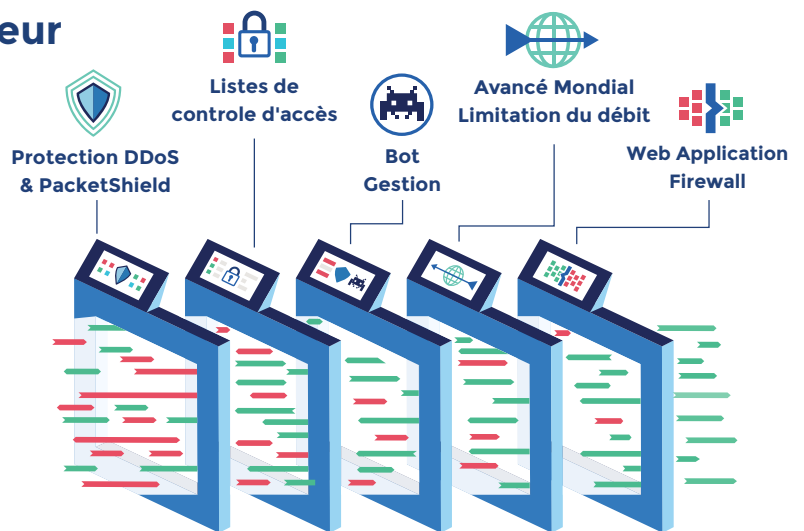 eur
Protection DDoS
& PacketShield
Listes de
controle d'accès
Bot
Gestion
Avancé Mondial
Limitation du débit
Web Application
Firewall